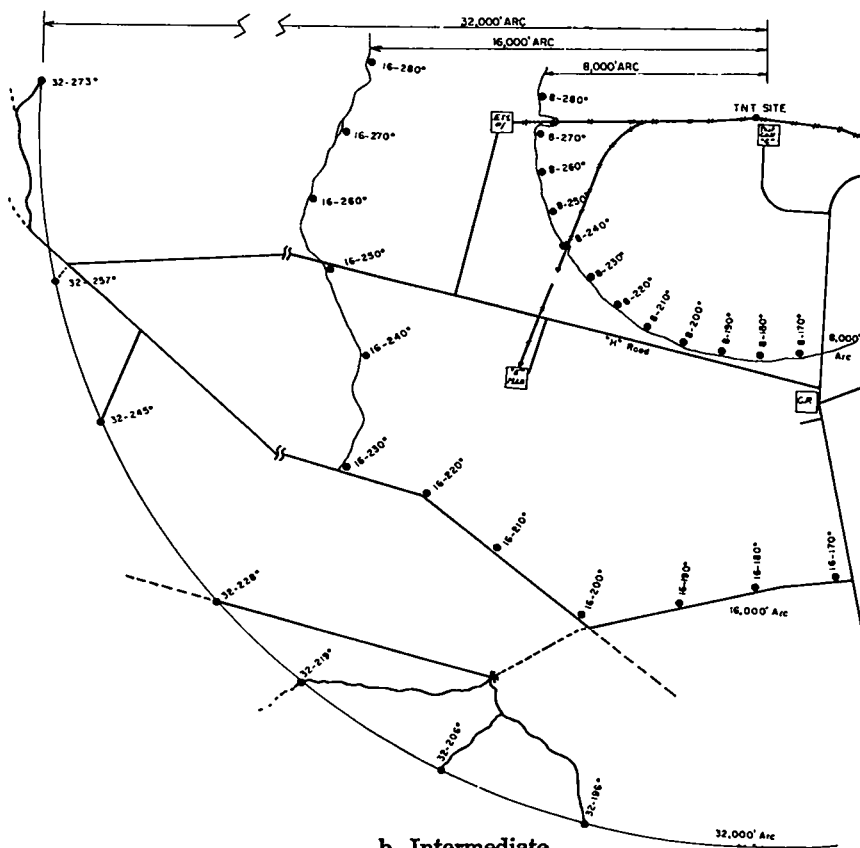 32,000' ARC
16,000' ARC
8,000' ARC
32-273°
16-280°
8-280°
TNT SITE
16-270°
8-270°
8-260°
16-260°
8-250°
8-240°
16-250°
32-257°
8-230°
8-220°
8-210°
8-200°
8-190°
8-180°
8-170°
8,000'
Arc
"H" Road
16-240°
"G"
G.P.
32-245°
16-230°
16-220°
16-210°
16-200°
16-190°
16-180°
16-170°
16,000' Arc
32-228°
32-219°
32-206°
32-196°
32,000' Arc
b. Intermediate